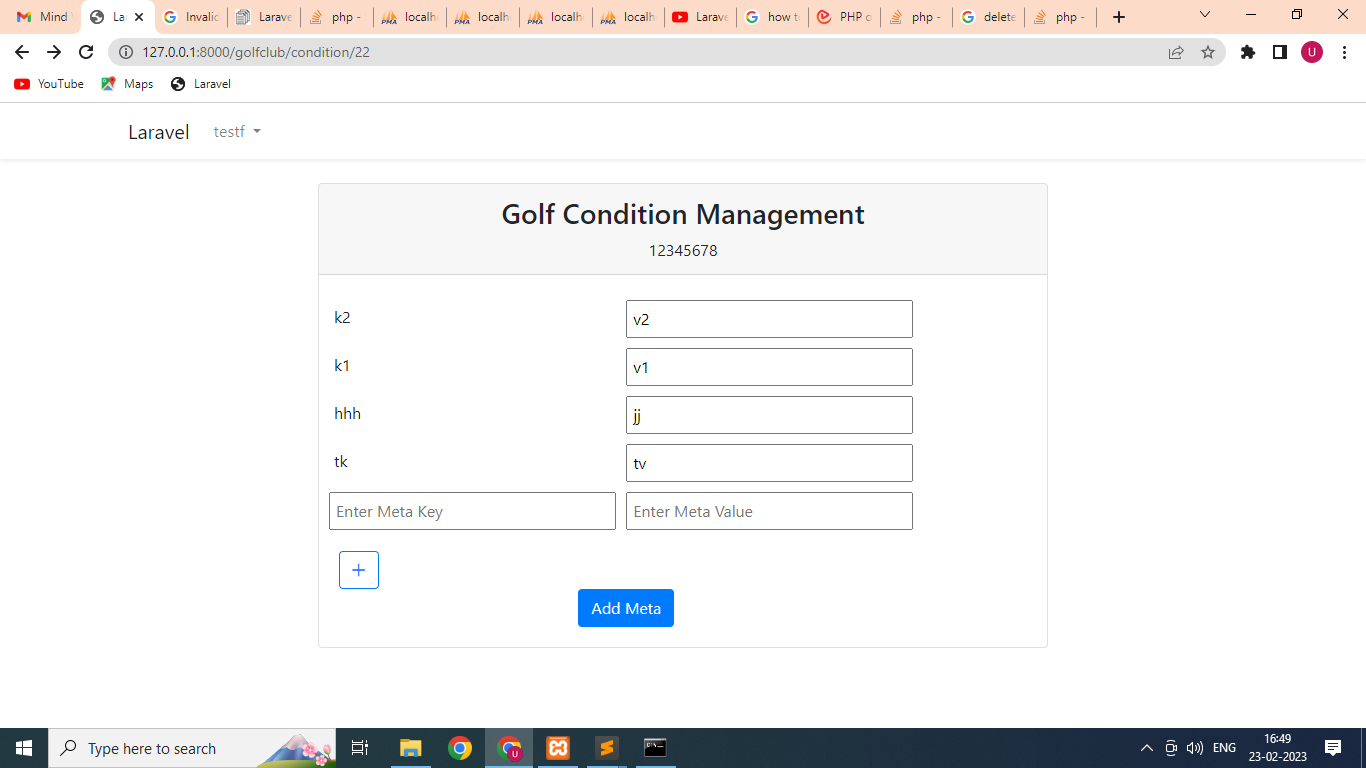 Mind
La
Invalic
Larave
php -
localh
localh
localh
localh
Larave
how t
PHP c
php -
delete
php -
127.0.0.1:8000/golfclub/condition/22
U
YouTube
Maps
Laravel
Laravel
testf
Golf Condition Management
12345678
k2
v2
k1
v1
hhh
jj
tk
tv
Enter Meta Key
Enter Meta Value
+
Add Meta
Type here to search
ENG
16:49
23-02-2023